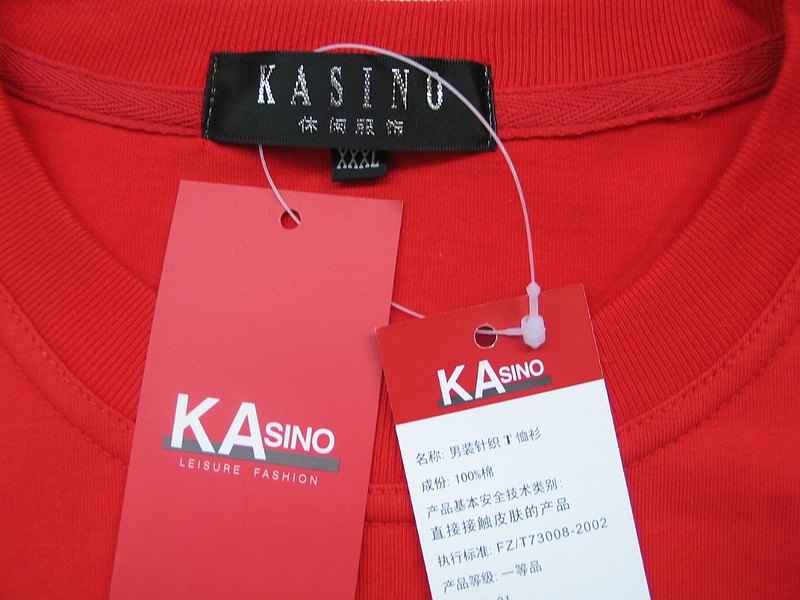 KASINO
休闲服饰
XXXL
KASINO
LEISURE FASHION
KASINO
名称: 男装针织 T 恤衫
成份: 100%棉
产品基本安全技术类别:
直接接触皮肤的产品
执行标准: FZ/T73008-2002
产品等级: 一等品